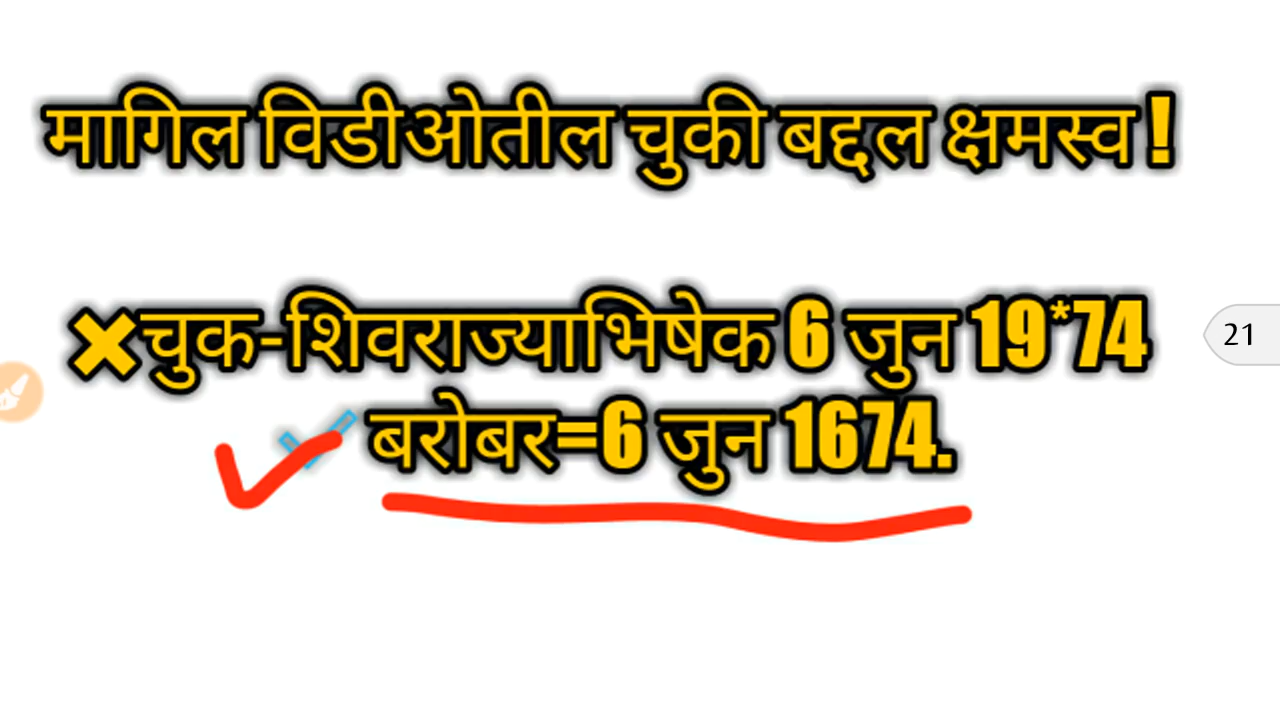 मागिल विडीओतील चुकी बद्दल क्षमस्व !
❌चुक-शिवराज्याभिषेक 6 जुन 19*74
21
बरोबर=6 जुन 1674.